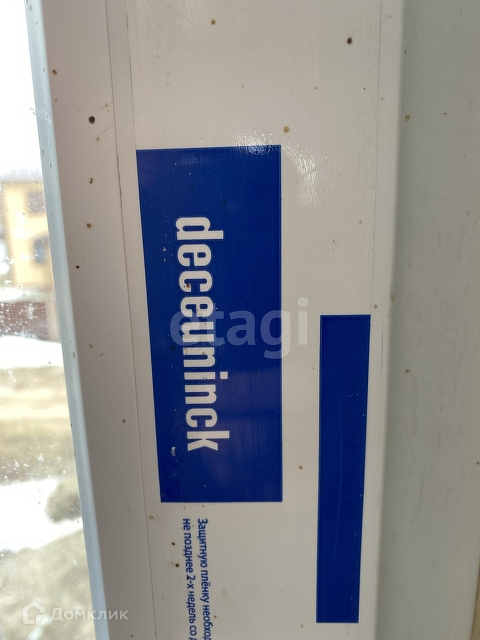 deceuninck
etagi
Защитную плёнку необход
не позднее 2-х недель со д
Домклик